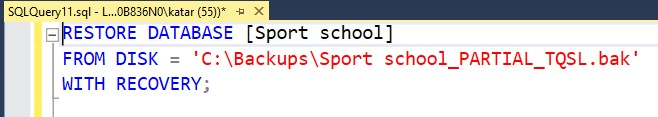 SQLQuery11.sql - L...0B836N0\katar (55))*
RESTORE DATABASE [Sport school]
FROM DISK = 'C:\Backups\Sport school_PARTIAL_TQSL.bak'
WITH RECOVERY;